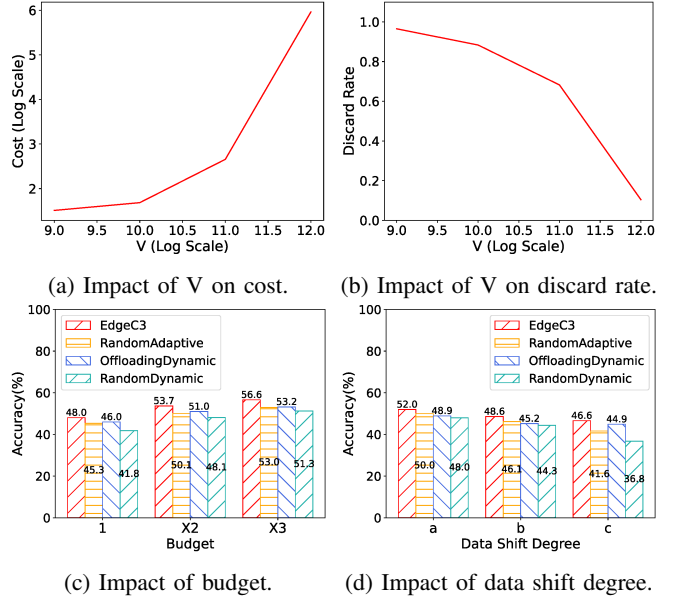 6
5
4
3
2
Cost (Log Scale)
9.0 9.5 10.0 10.5 11.0 11.5 12.0
V (Log Scale)
(a) Impact of V on cost.
1.0
0.8
0.6
0.4
0.2
0.0
Discard Rate
9.0 9.5 10.0 10.5 11.0 11.5 12.0
V (Log Scale)
(b) Impact of V on discard rate.
100
80
60
40
20
0
Accuracy(%)
EdgeC3
RandomAdaptive
OffloadingDynamic
RandomDynamic
48.0 46.0 53.7 51.0 56.6 53.2
45.3 41.8 50.1 48.1 53.0 51.3
1 X2 X3
Budget
(c) Impact of budget.
100
80
60
40
20
0
Accuracy(%)
EdgeC3
RandomAdaptive
OffloadingDynamic
RandomDynamic
52.0 48.9 48.6 45.2 46.6 44.9
50.0 48.0 46.1 44.3 41.6 36.8
a b c
Data Shift Degree
(d) Impact of data shift degree.